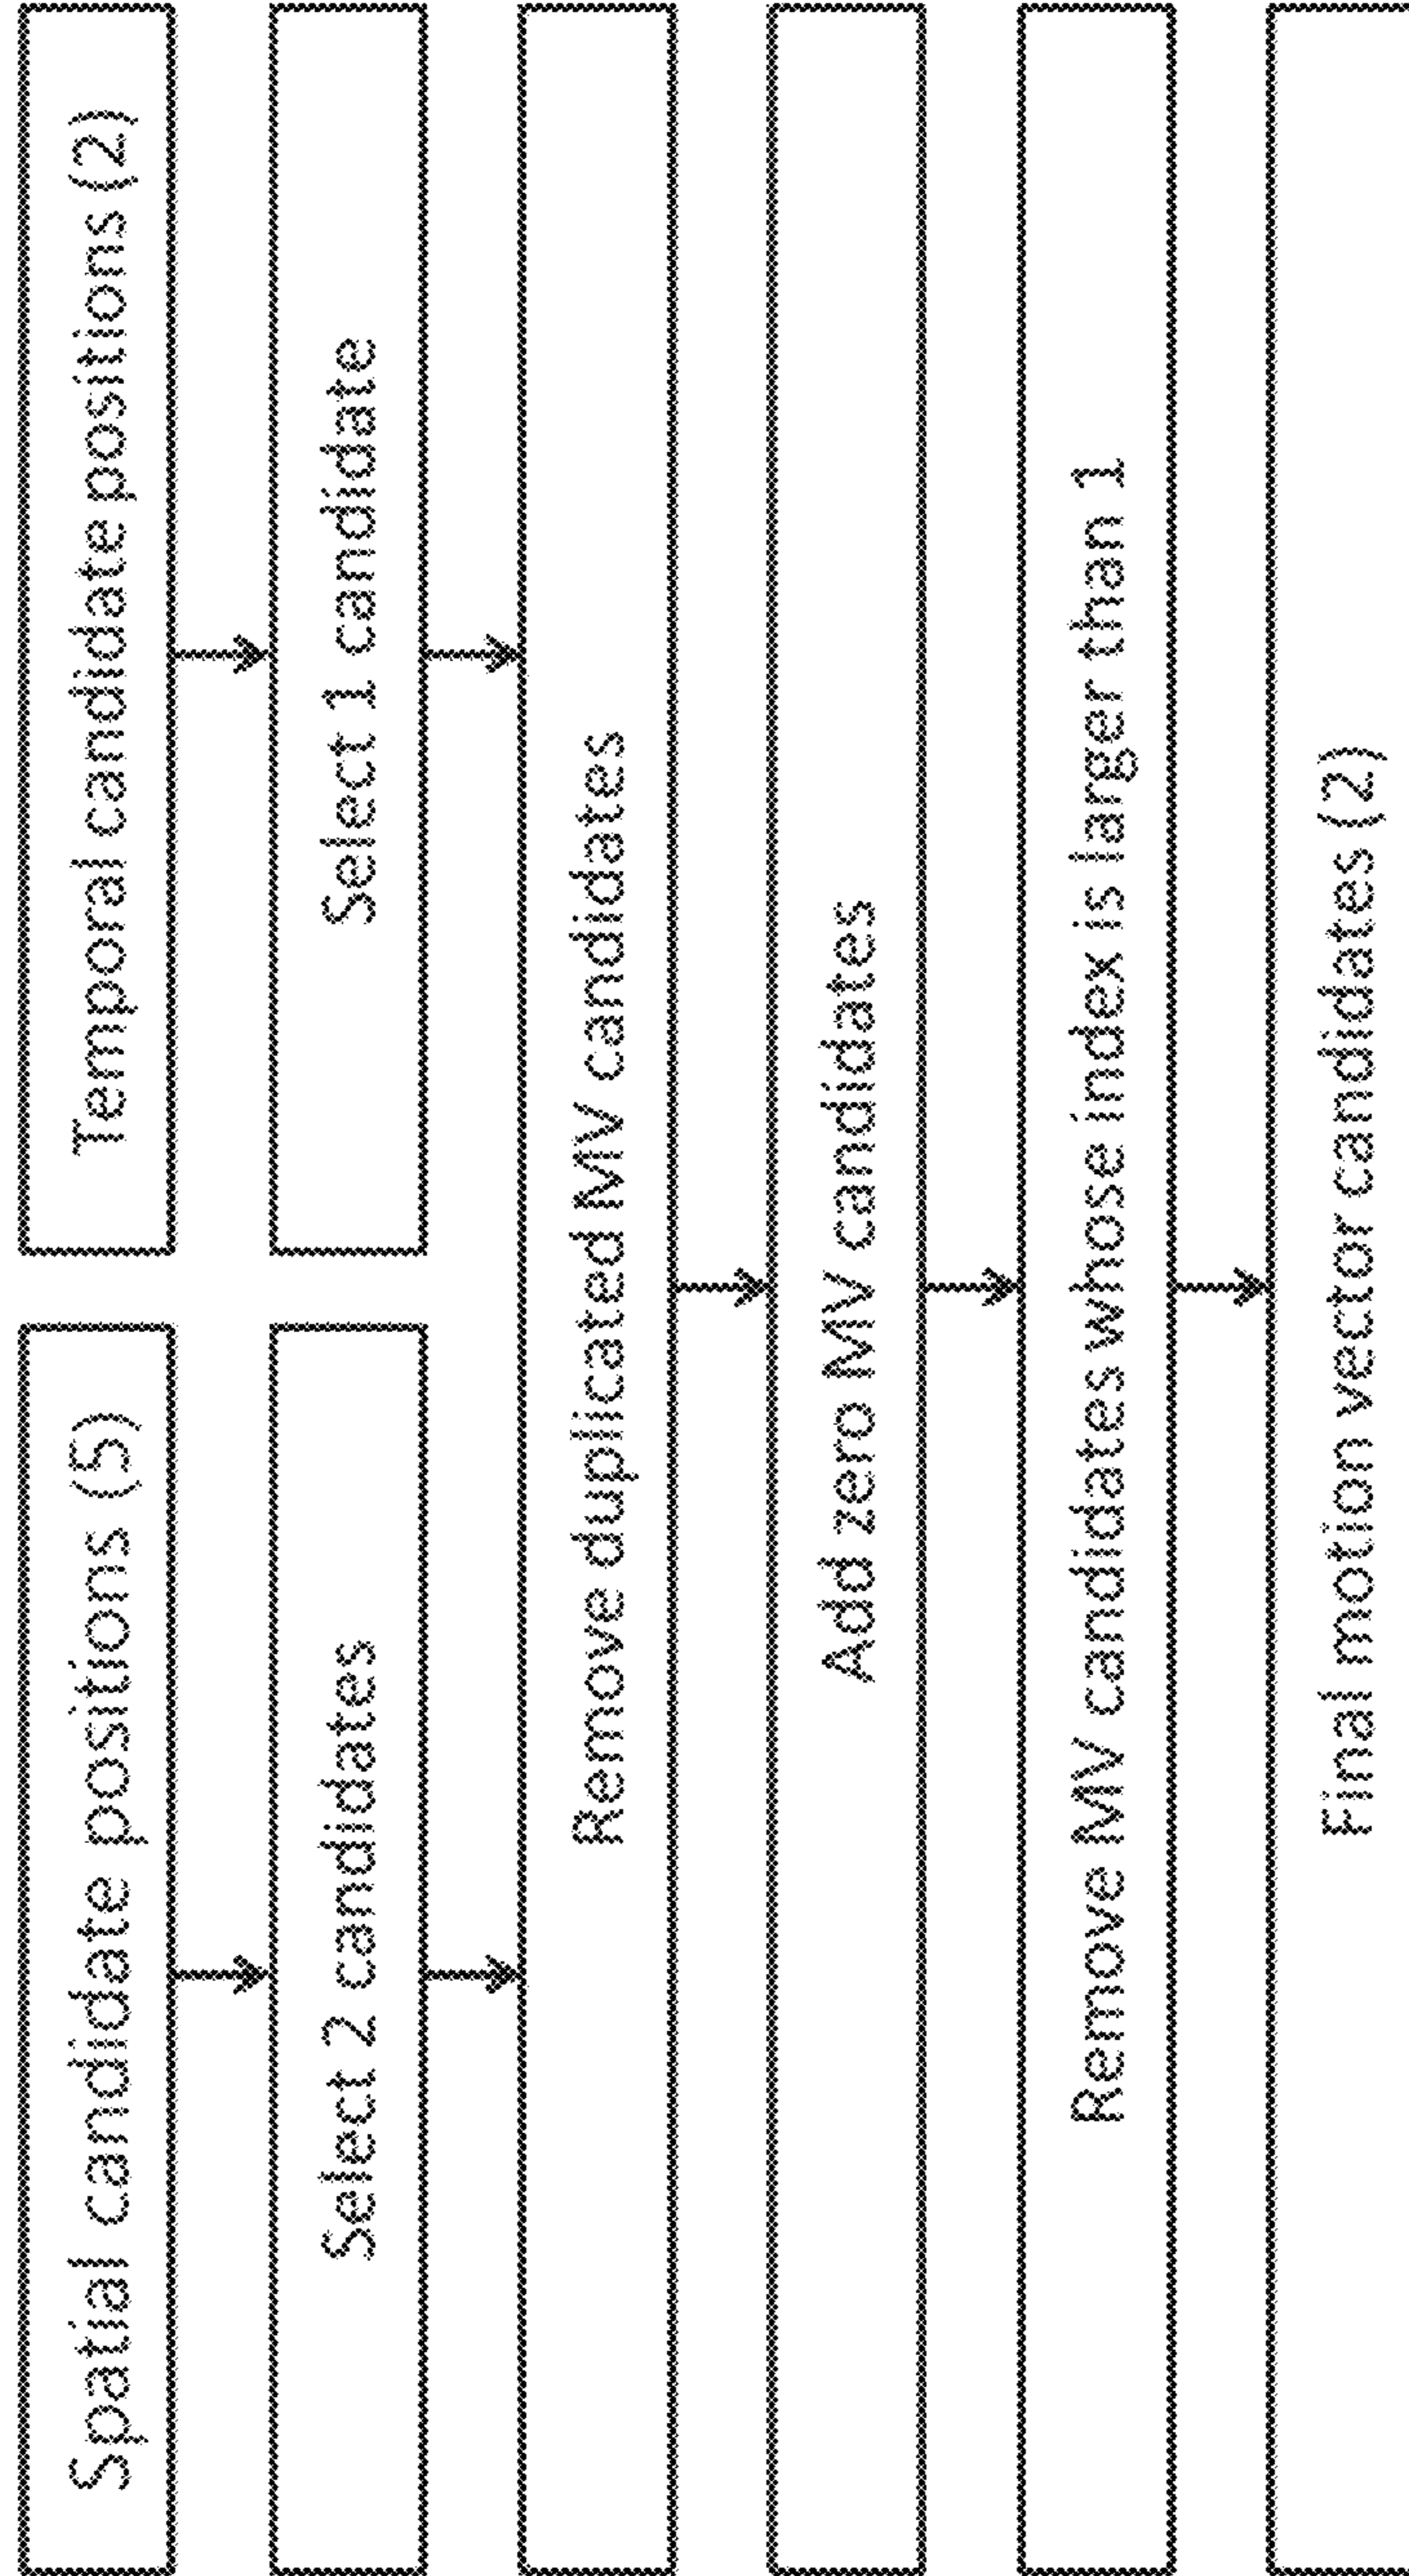 Spatial candidate positions (5)
Temporal candidate positions (2)
Select 2 candidates
Select 1 candidate
Remove duplicated MV candidates
Add zero MV candidates
Remove MV candidates whose index is larger than 1
Final motion vector candidates (2)